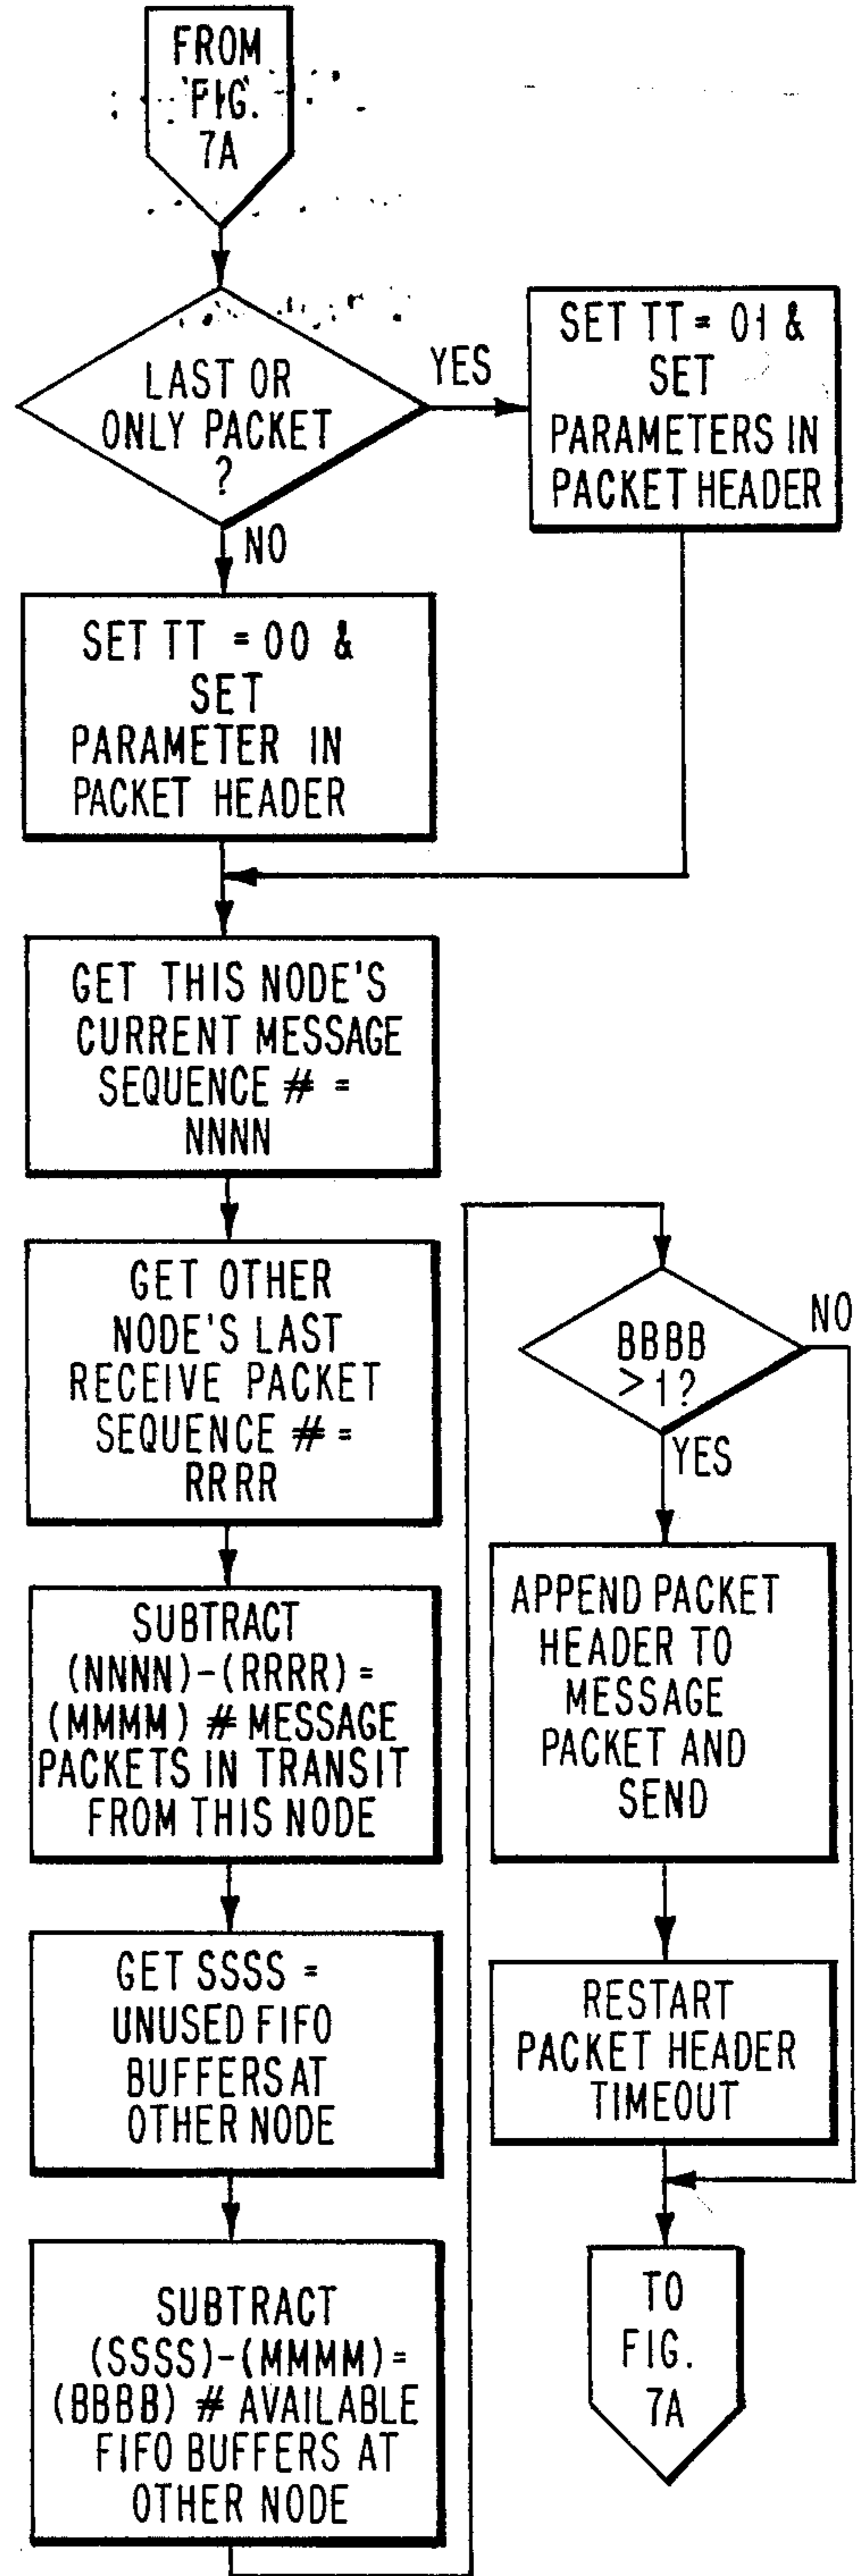 FROM
FIG.
7A
LAST OR
ONLY PACKET
?
YES
SET TT = 01 &
SET
PARAMETERS IN
PACKET HEADER
NO
SET TT = 00 &
SET
PARAMETER IN
PACKET HEADER
GET THIS NODE'S
CURRENT MESSAGE
SEQUENCE # =
NNNN
GET OTHER
NODE'S LAST
RECEIVE PACKET
SEQUENCE # =
RRRR
SUBTRACT
(NNNN)-(RRRR)=
(MMMM) # MESSAGE
PACKETS IN TRANSIT
FROM THIS NODE
GET SSSS =
UNUSED FIFO
BUFFERS AT
OTHER NODE
SUBTRACT
(SSSS)-(MMMM)=
(BBBB) # AVAILABLE
FIFO BUFFERS AT
OTHER NODE
BBBB
>1?
NO
YES
APPEND PACKET
HEADER TO
MESSAGE
PACKET AND
SEND
RESTART
PACKET HEADER
TIMEOUT
TO
FIG.
7A